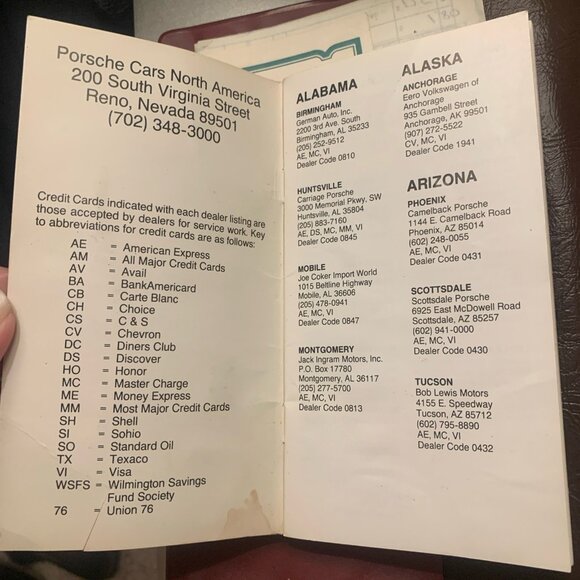 Porsche Cars North America
200 South Virginia Street
Reno, Nevada 89501
(702) 348-3000
Credit Cards indicated with each dealer listing are
those accepted by dealers for service work. Key
to abbreviations for credit cards are as follows:
AE = American Express
AM = All Major Credit Cards
AV = Avail
BA = BankAmericard
CB = Carte Blanc
CH = Choice
CS = C & S
CV = Chevron
DC = Diners Club
DS = Discover
HO = Honor
MC = Master Charge
ME = Money Express
MM = Most Major Credit Cards
SH = Shell
SI = Sohio
SO = Standard Oil
TX = Texaco
VI = Visa
WSFS = Wilmington Savings
Fund Society
76 = Union 76
ALABAMA
BIRMINGHAM
German Auto, Inc.
2200 3rd Ave. South
Birmingham, AL 35233
(205) 252-9512
AE, MC, VI
Dealer Code 0810
HUNTSVILLE
Carriage Porsche
3000 Memorial Pkwy, SW
Huntsville, AL 35804
(205) 883-7160
AE, DS, MC, MM, VI
Dealer Code 0845
MOBILE
Joe Coker Import World
1015 Beltline Highway
Mobile, AL 36606
(205) 478-0941
AE, MC, VI
Dealer Code 0847
MONTGOMERY
Jack Ingram Motors, Inc.
P.O. Box 17780
Montgomery, AL 36117
(205) 277-5700
AE, MC, VI
Dealer Code 0813
ALASKA
ANCHORAGE
Eero Volkswagen of
Anchorage
935 Gambell Street
Anchorage, AK 99501
(907) 272-5522
CV, MC, VI
Dealer Code 1941
ARIZONA
PHOENIX
Camelback Porsche
1144 E. Camelback Road
Phoenix, AZ 85014
(602) 248-0055
AE, MC, VI
Dealer Code 0431
SCOTTSDALE
Scottsdale Porsche
6925 East McDowell Road
Scottsdale, AZ 85257
(602) 941-0000
AE, MC, VI
Dealer Code 0430
TUCSON
Bob Lewis Motors
4155 E. Speedway
Tucson, AZ 85712
(602) 795-8890
AE, MC, VI
Dealer Code 0432